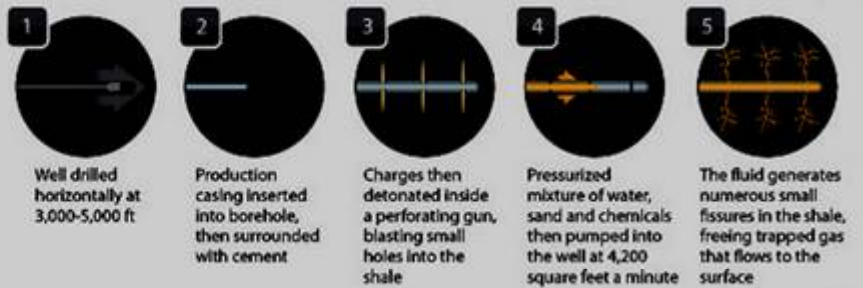 1
Well drilled
horizontally at
3,000-5,000 ft
2
Production
casing inserted
into borehole,
then surrounded
with cement
3
Charges then
detonated inside
a perforating gun,
blasting small
holes into the
shale
4
Pressurized
mixture of water,
sand and chemicals
then pumped into
the well at 4,200
square feet a minute
5
The fluid generates
numerous small
fissures in the shale,
freeing trapped gas
that flows to the
surface